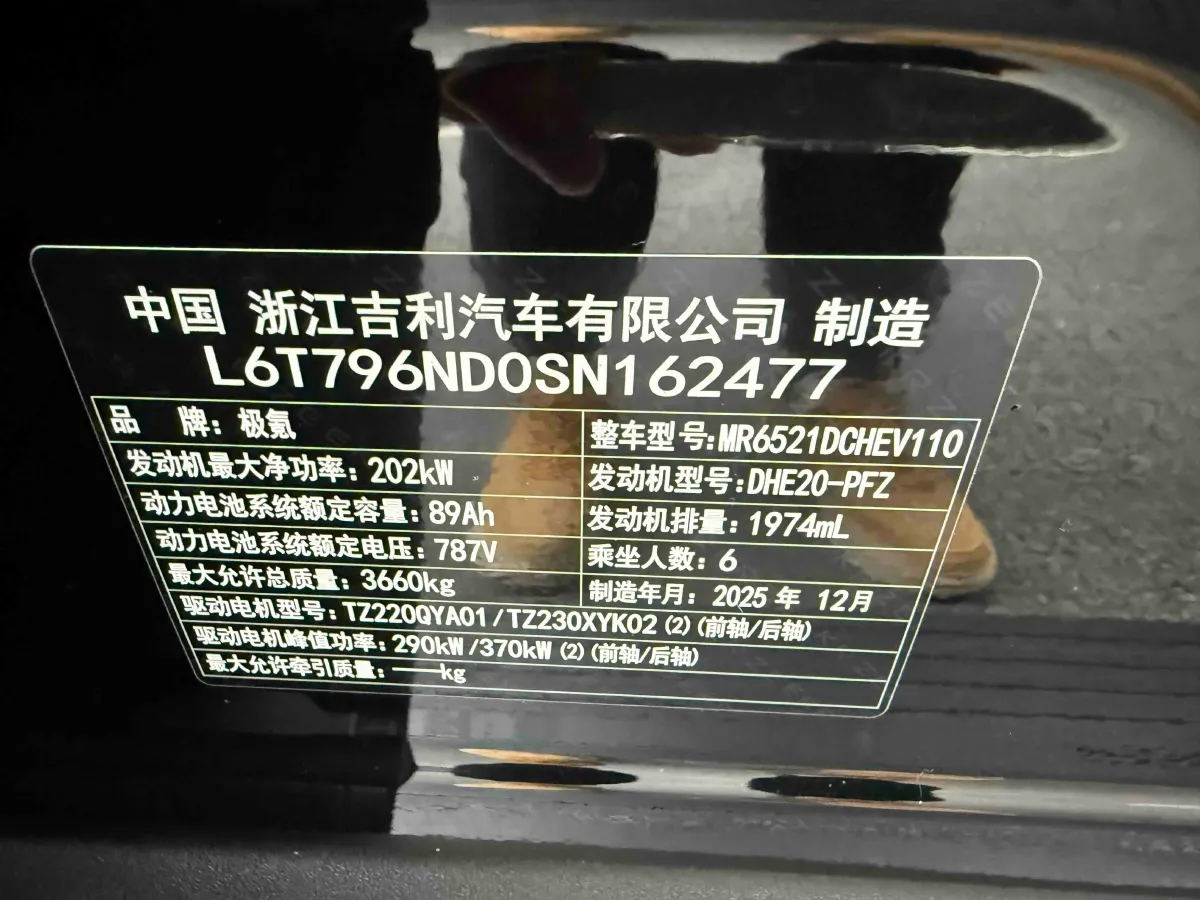 中国 浙江吉利汽车有限公司 制造
L6T796ND0SN162477
品 牌: 极氪 整车型号:MR6521DCHEV110
发动机最大净功率: 202kW 发动机型号:DHE20-PFZ
动力电池系统额定容量: 89Ah 发动机排量: 1974mL
动力电池系统额定电压: 787V 乘坐人数: 6
最大允许总质量: 3660kg 制造年月: 2025 年 12月
驱动电机型号: TZ220QYA01/TZ230XYK02(2)(前轴/后轴)
驱动电机峰值功率: 290kW/370kW(2)(前轴/后轴)
最大允许牵引质量: ——kg